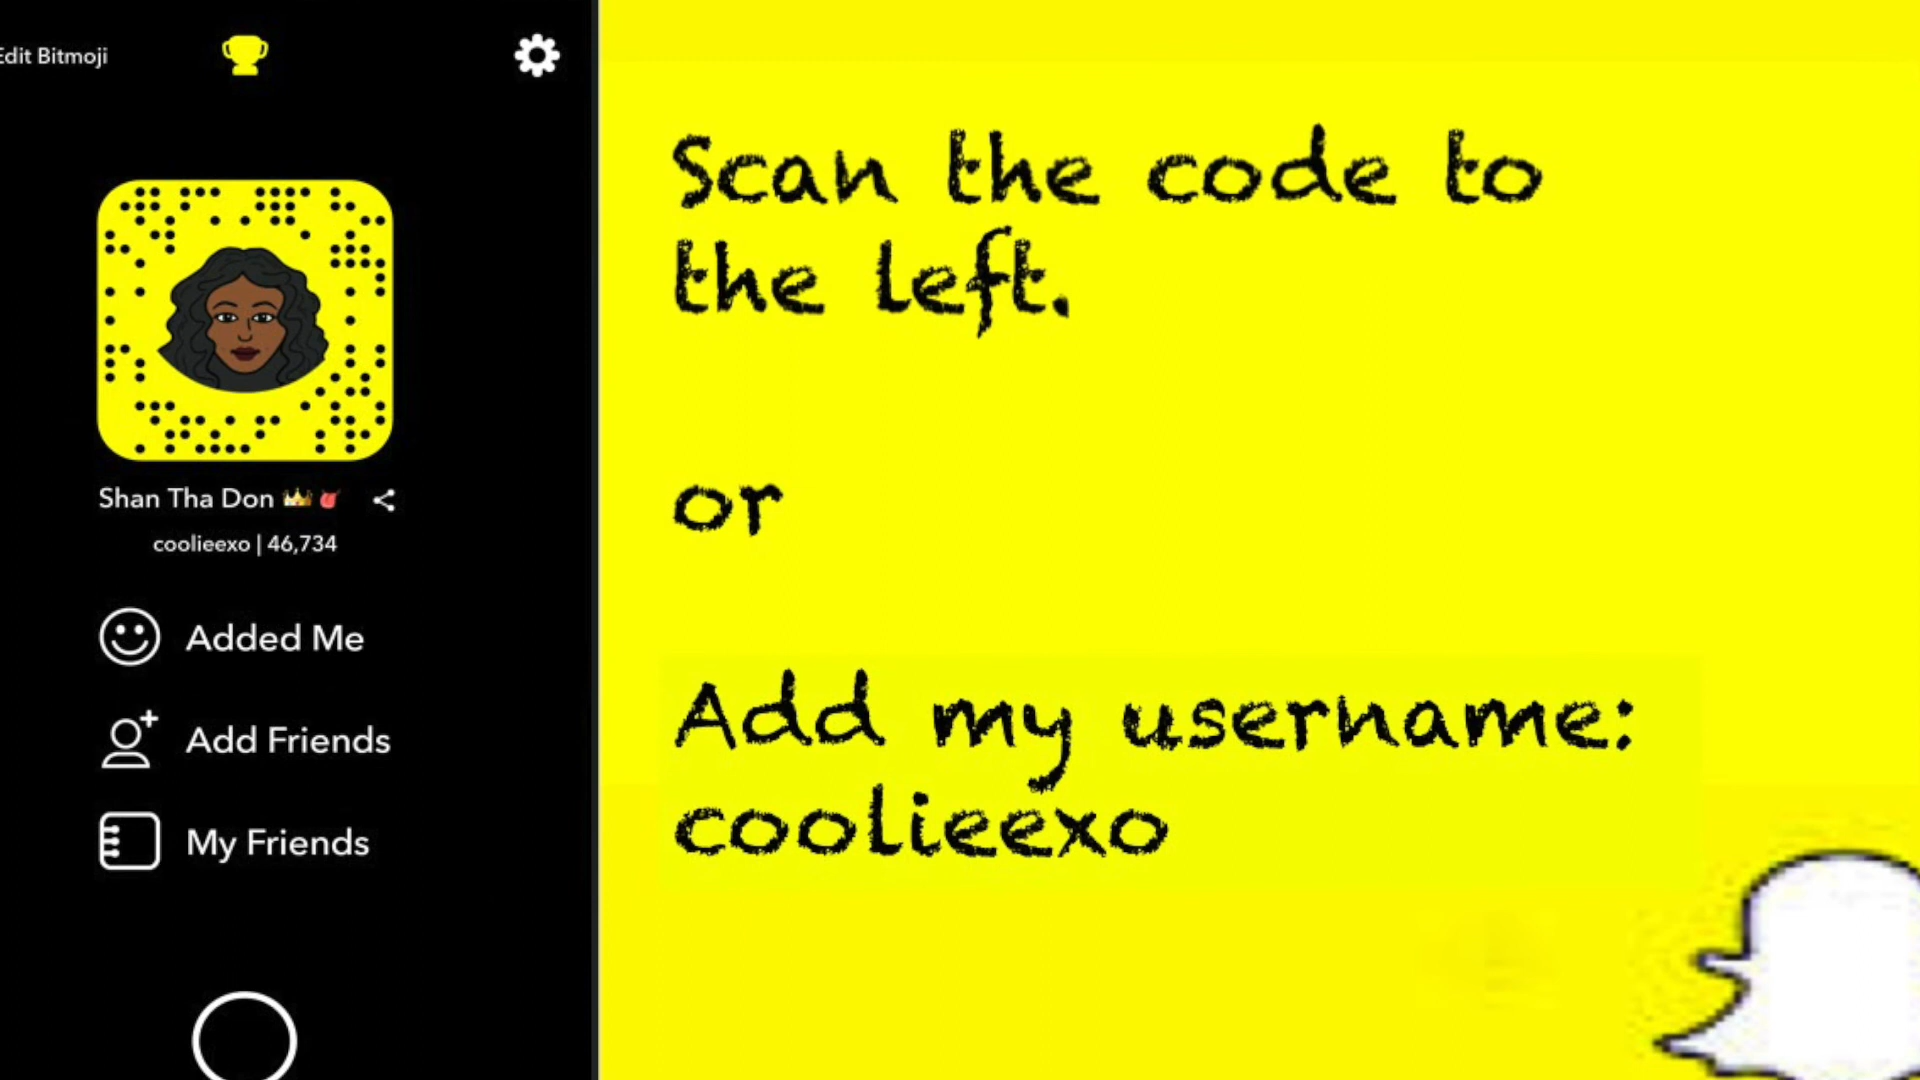 Edit Bitmoji
Shan Tha Don 👑👅
coolieexo | 46,734
Added Me
Add Friends
My Friends
Scan the code to
the left.
or
Add my username:
coolieexo